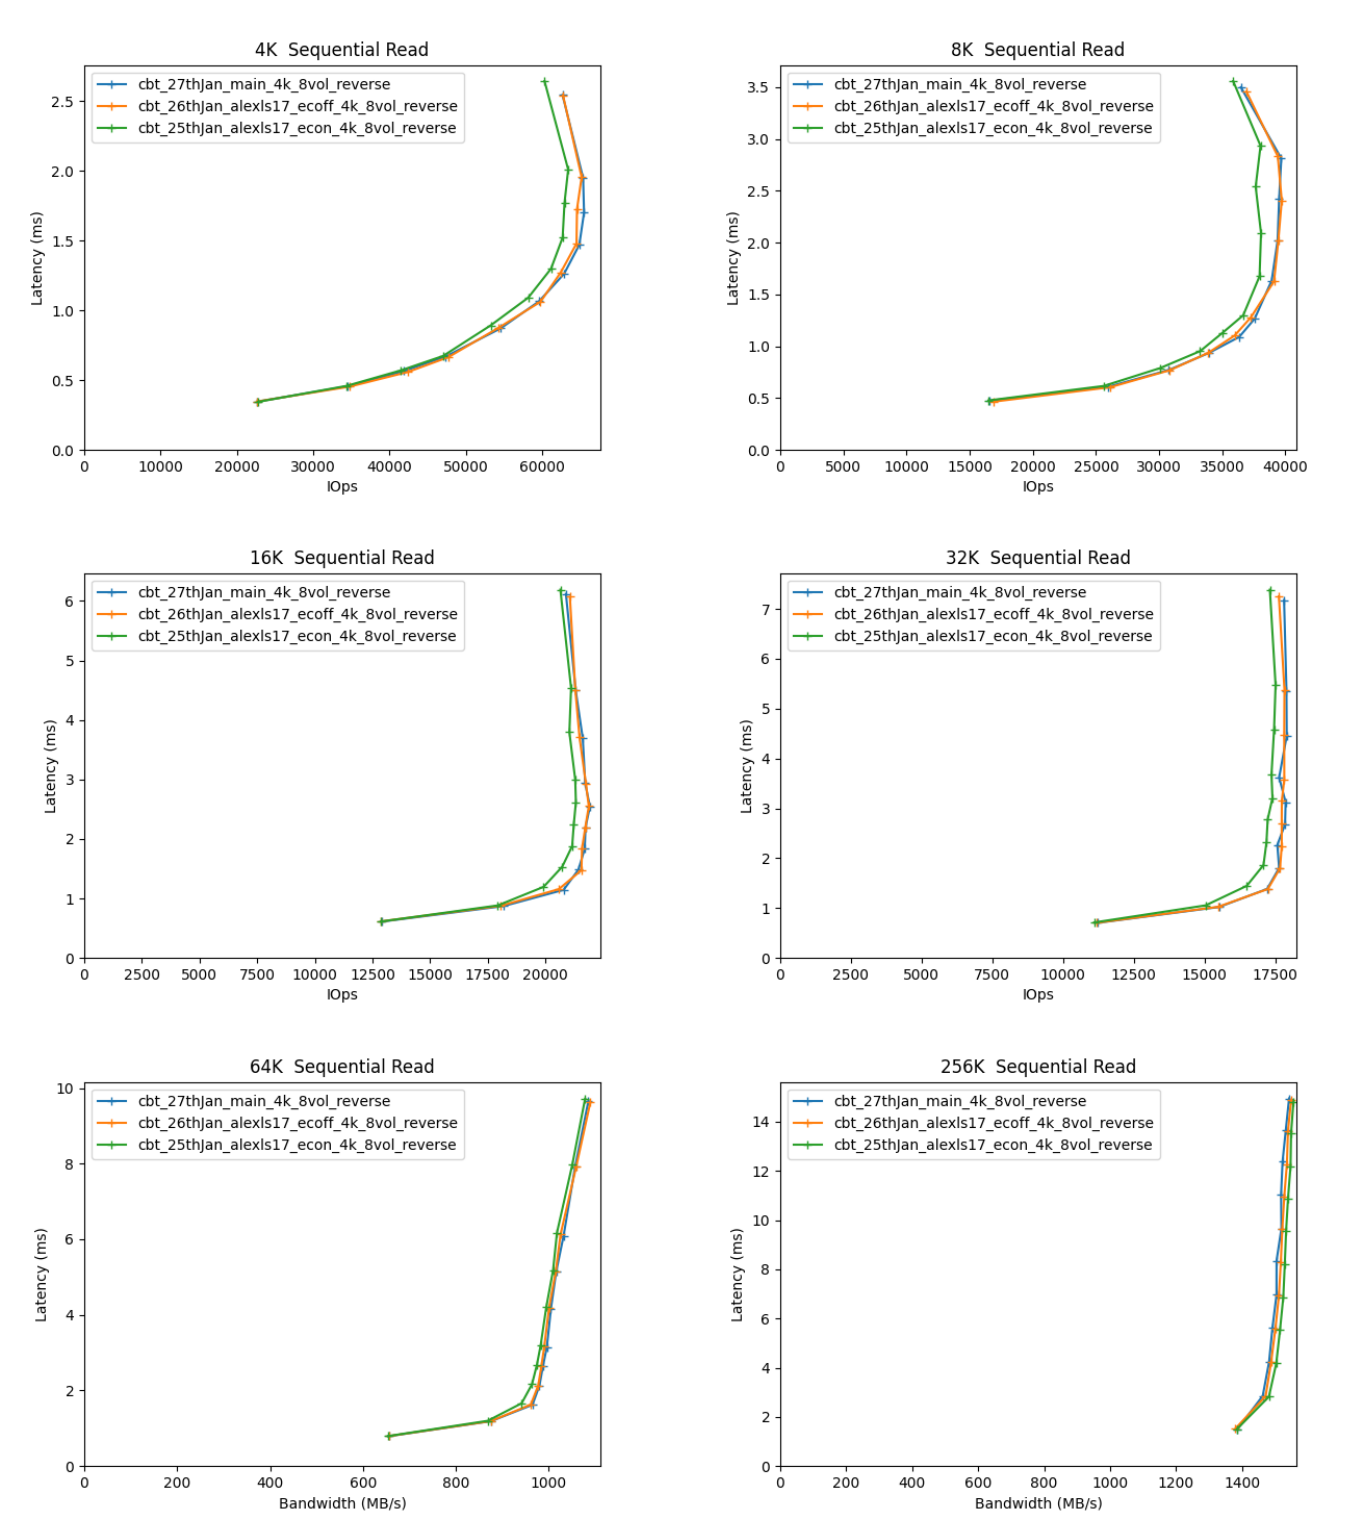 4K  Sequential Read
cbt_27thJan_main_4k_8vol_reverse
cbt_26thJan_alexls17_ecoff_4k_8vol_reverse
cbt_25thJan_alexls17_econ_4k_8vol_reverse
Latency (ms)
2.5
2.0
1.5
1.0
0.5
0.0
0 10000 20000 30000 40000 50000 60000
IOps
8K  Sequential Read
cbt_27thJan_main_4k_8vol_reverse
cbt_26thJan_alexls17_ecoff_4k_8vol_reverse
cbt_25thJan_alexls17_econ_4k_8vol_reverse
Latency (ms)
3.5
3.0
2.5
2.0
1.5
1.0
0.5
0.0
0 5000 10000 15000 20000 25000 30000 35000 40000
IOps
16K  Sequential Read
cbt_27thJan_main_4k_8vol_reverse
cbt_26thJan_alexls17_ecoff_4k_8vol_reverse
cbt_25thJan_alexls17_econ_4k_8vol_reverse
Latency (ms)
6
5
4
3
2
1
0
0 2500 5000 7500 10000 12500 15000 17500 20000
IOps
32K  Sequential Read
cbt_27thJan_main_4k_8vol_reverse
cbt_26thJan_alexls17_ecoff_4k_8vol_reverse
cbt_25thJan_alexls17_econ_4k_8vol_reverse
Latency (ms)
7
6
5
4
3
2
1
0
0 2500 5000 7500 10000 12500 15000 17500
IOps
64K  Sequential Read
cbt_27thJan_main_4k_8vol_reverse
cbt_26thJan_alexls17_ecoff_4k_8vol_reverse
cbt_25thJan_alexls17_econ_4k_8vol_reverse
Latency (ms)
10
8
6
4
2
0
0 200 400 600 800 1000
Bandwidth (MB/s)
256K  Sequential Read
cbt_27thJan_main_4k_8vol_reverse
cbt_26thJan_alexls17_ecoff_4k_8vol_reverse
cbt_25thJan_alexls17_econ_4k_8vol_reverse
Latency (ms)
14
12
10
8
6
4
2
0
0 200 400 600 800 1000 1200 1400
Bandwidth (MB/s)